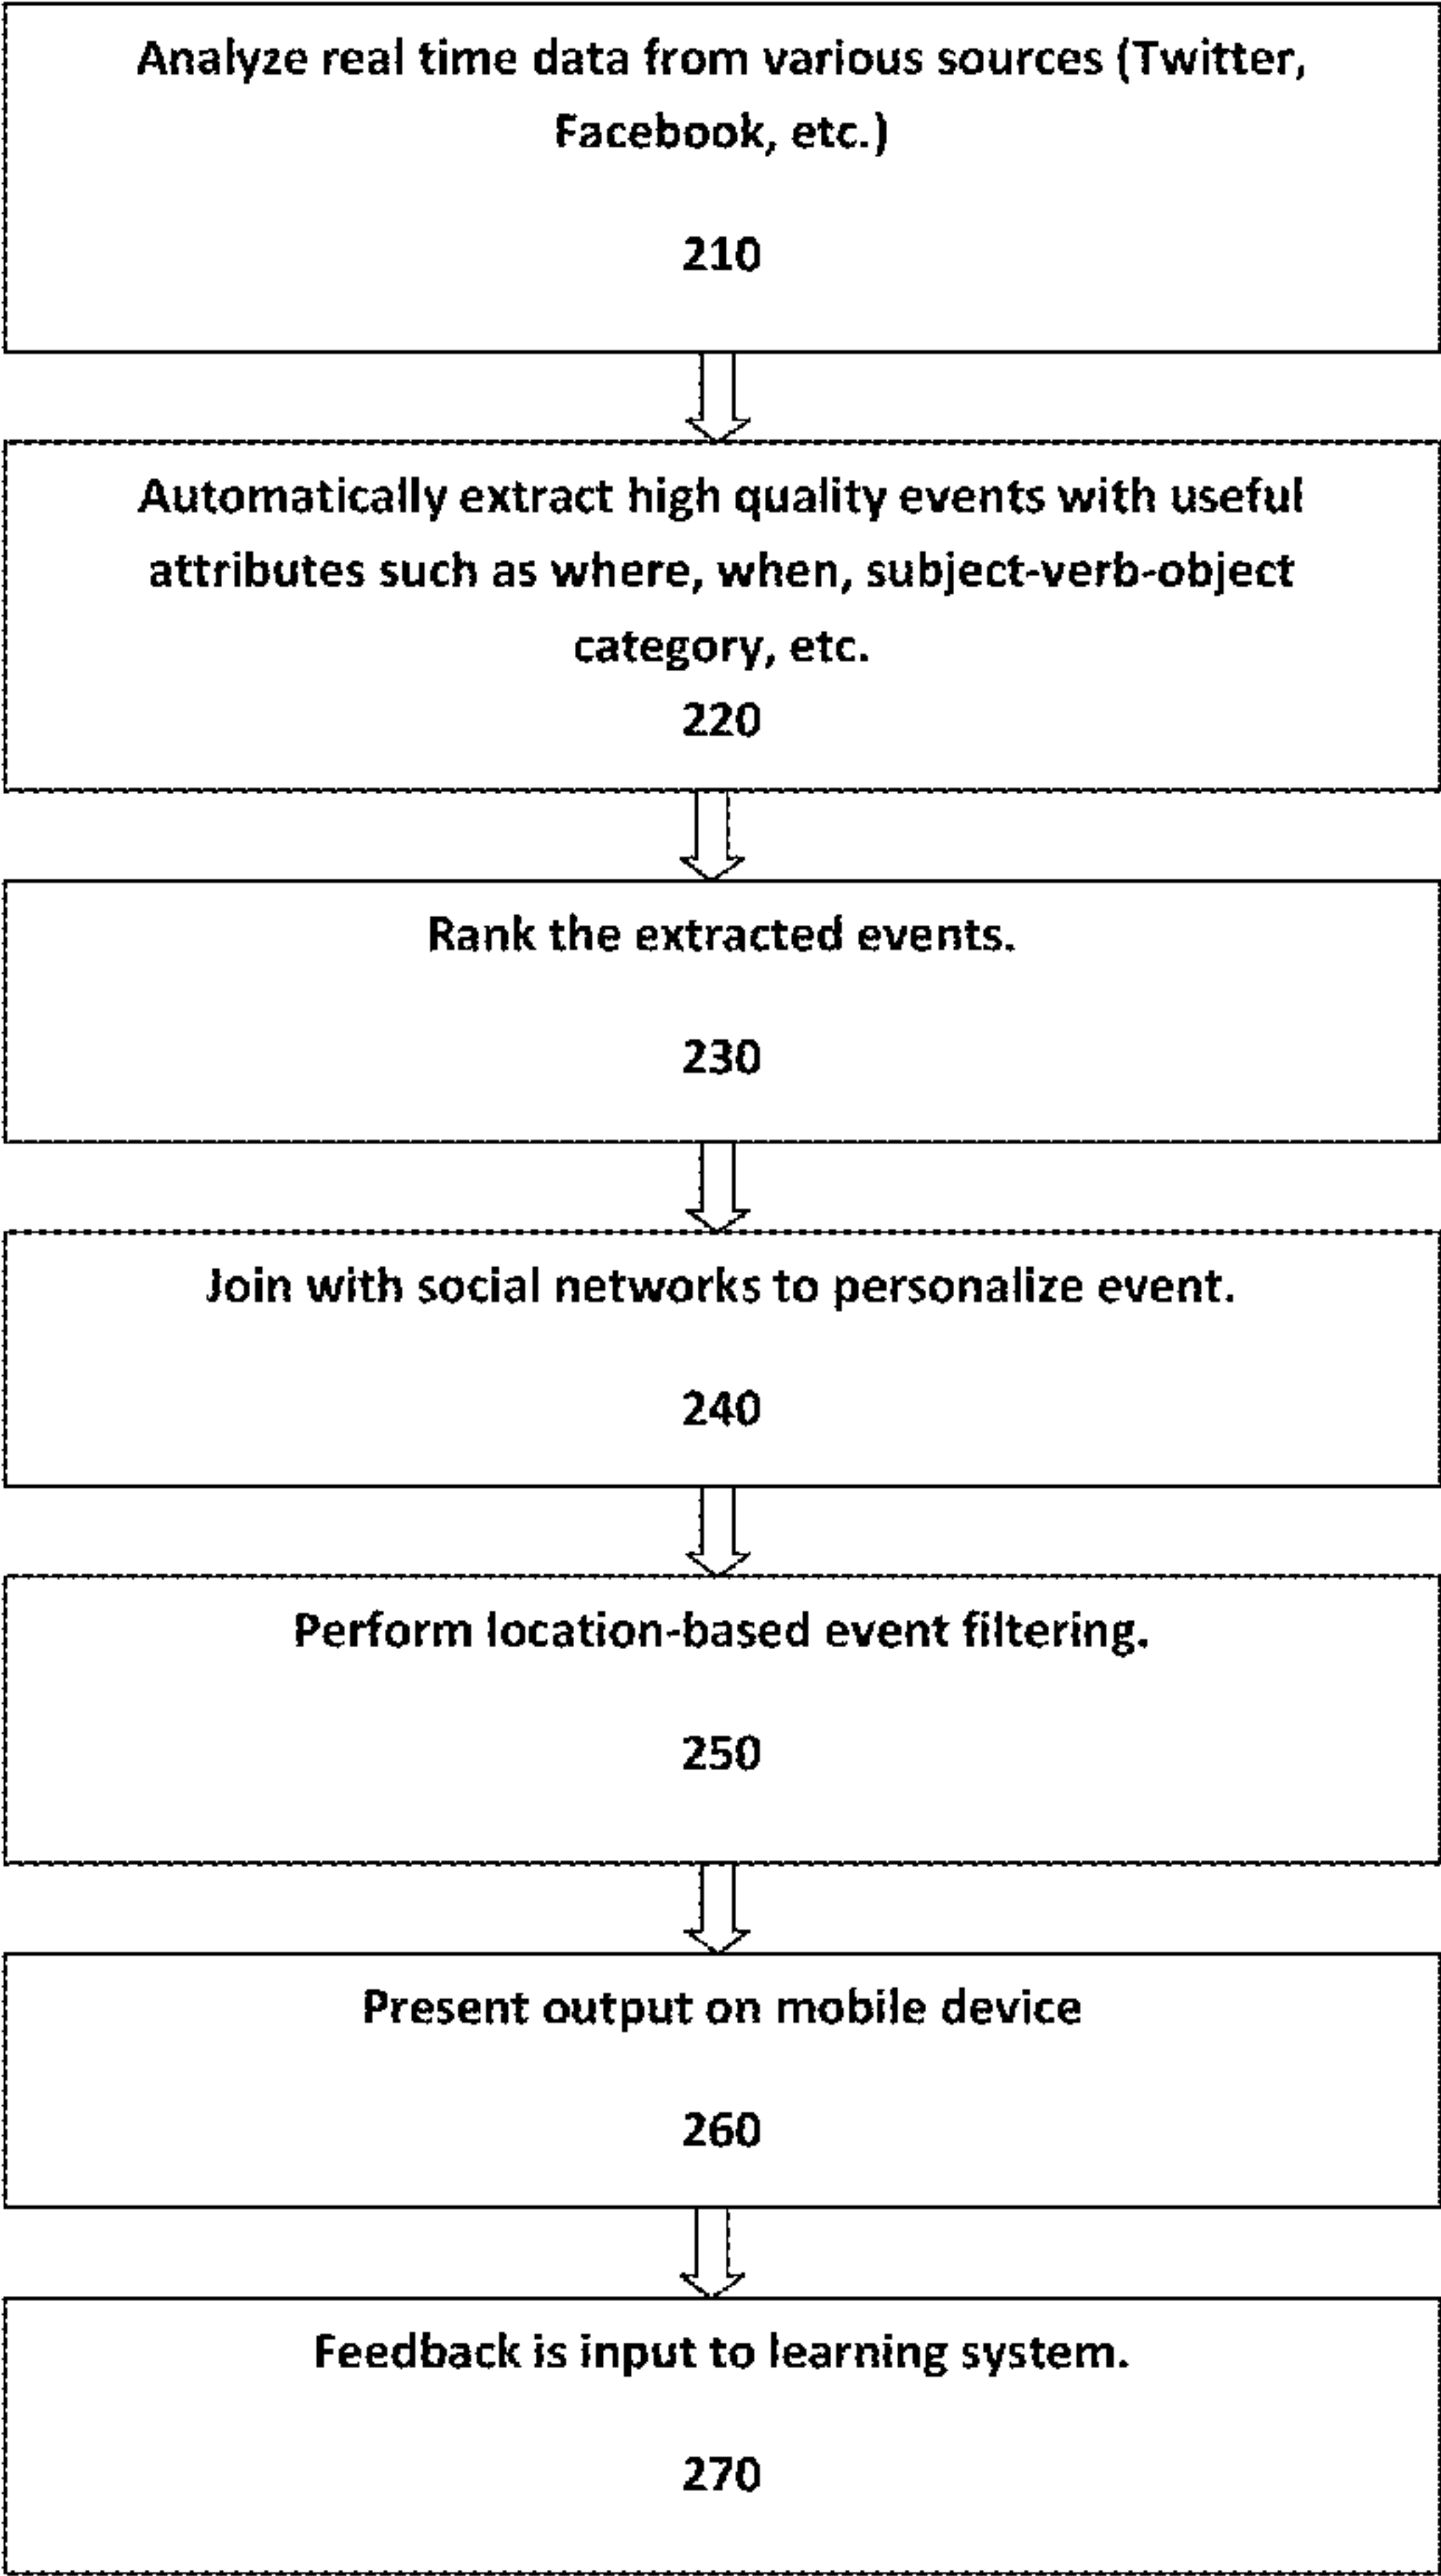 Analyze real time data from various sources (Twitter,
Facebook, etc.)
210
Automatically extract high quality events with useful
attributes such as where, when, subject-verb-object
category, etc.
220
Rank the extracted events.
230
Join with social networks to personalize event.
240
Perform location-based event filtering.
250
Present output on mobile device
260
Feedback is input to learning system.
270